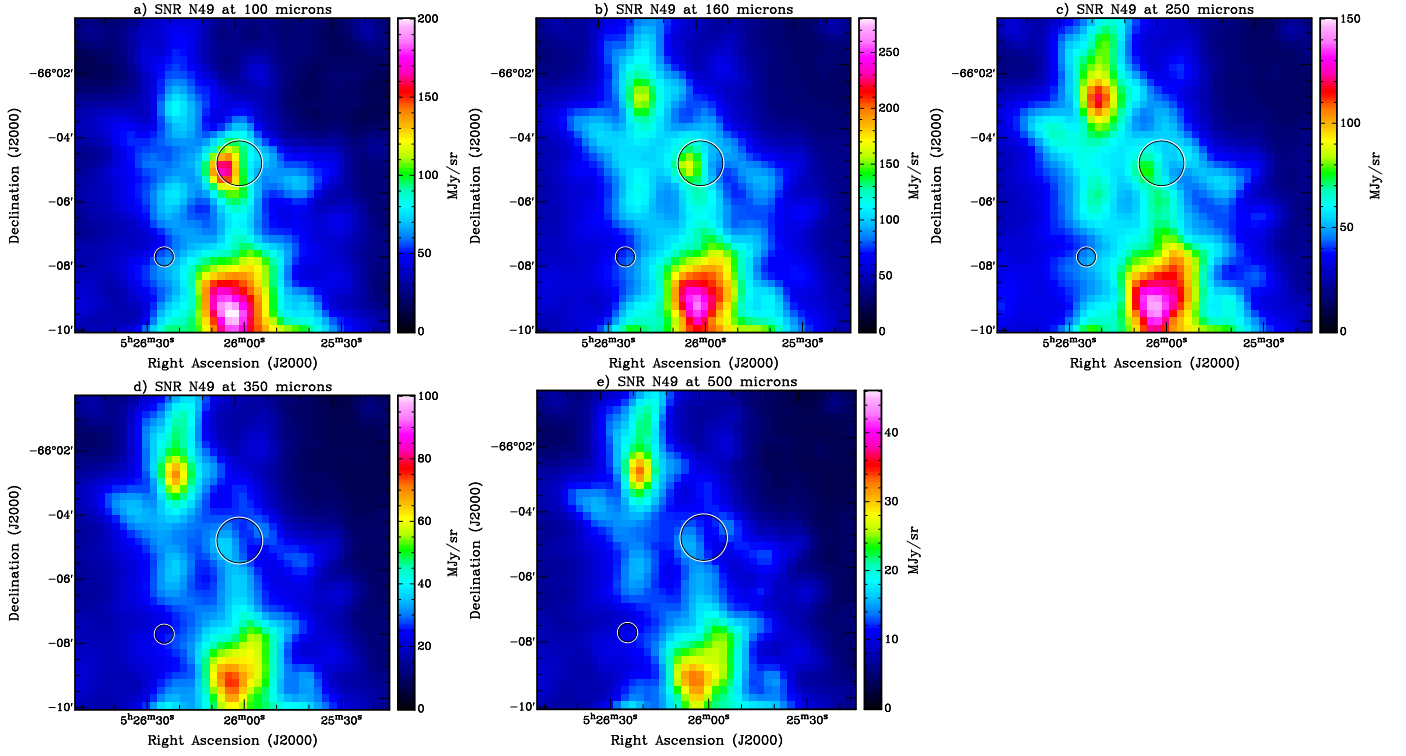 a) SNR N49 at 100 microns
Declination (J2000)
−66°02′
−04′
−06′
−08′
−10′
5ʰ26ᵐ30ˢ
26ᵐ00ˢ
25ᵐ30ˢ
Right Ascension (J2000)
200
150
100
50
0
MJy/sr
b) SNR N49 at 160 microns
Declination (J2000)
−66°02′
−04′
−06′
−08′
−10′
5ʰ26ᵐ30ˢ
26ᵐ00ˢ
25ᵐ30ˢ
Right Ascension (J2000)
250
200
150
100
50
0
MJy/sr
c) SNR N49 at 250 microns
Declination (J2000)
−66°02′
−04′
−06′
−08′
−10′
5ʰ26ᵐ30ˢ
26ᵐ00ˢ
25ᵐ30ˢ
Right Ascension (J2000)
150
100
50
0
MJy/sr
d) SNR N49 at 350 microns
Declination (J2000)
−66°02′
−04′
−06′
−08′
−10′
5ʰ26ᵐ30ˢ
26ᵐ00ˢ
25ᵐ30ˢ
Right Ascension (J2000)
100
80
60
40
20
0
MJy/sr
e) SNR N49 at 500 microns
Declination (J2000)
−66°02′
−04′
−06′
−08′
−10′
5ʰ26ᵐ30ˢ
26ᵐ00ˢ
25ᵐ30ˢ
Right Ascension (J2000)
40
30
20
10
0
MJy/sr